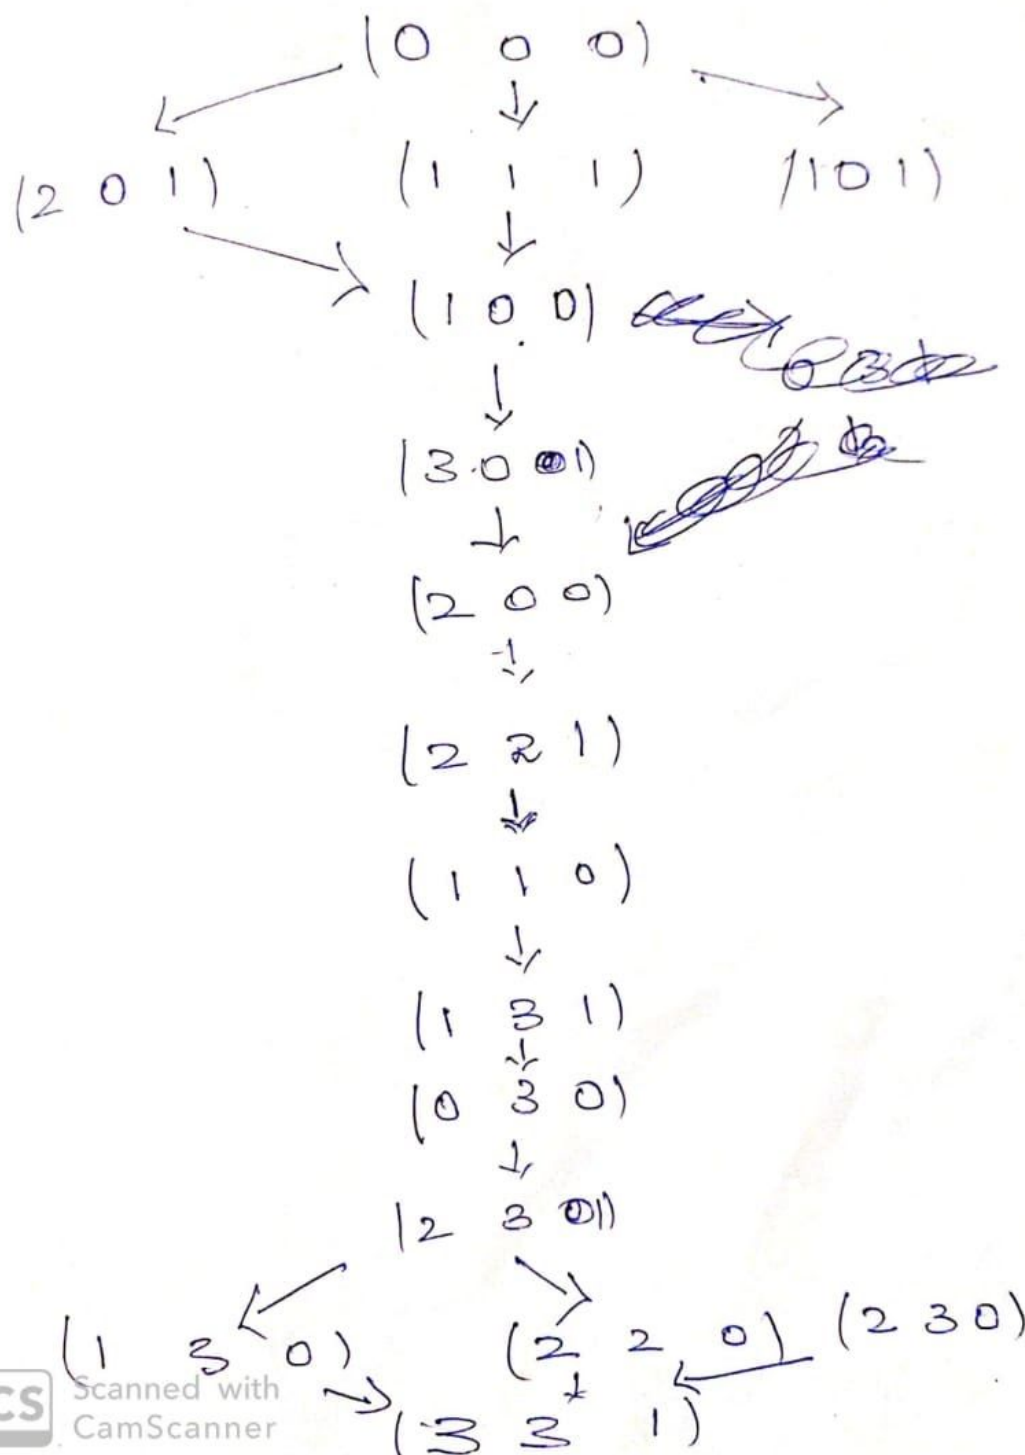 (0 0 0)
(2 0 1) (1 1 1) (1 0 1)
(1 0 0)
(3 0 1)
(2 0 0)
(2 2 1)
(1 1 0)
(1 3 1)
(0 3 0)
(2 3 1)
(1 3 0) (2 2 0) (2 3 0)
(3 3 1)
CS Scanned with
CamScanner